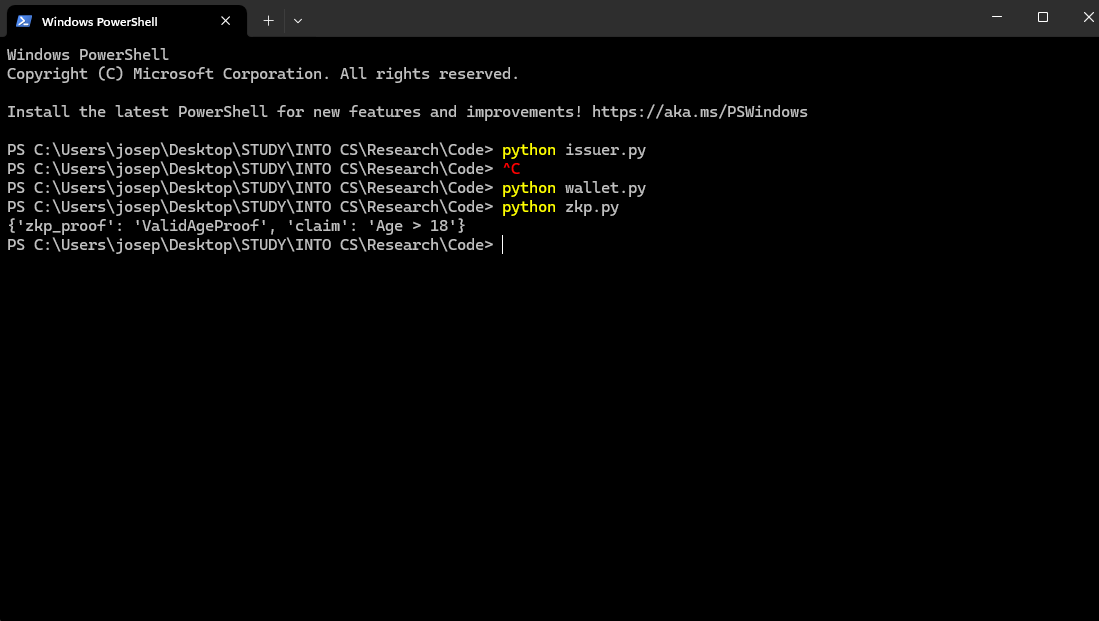 Windows PowerShell
Windows PowerShell
Copyright (C) Microsoft Corporation. All rights reserved.
Install the latest PowerShell for new features and improvements! https://aka.ms/PSWindows
PS C:\Users\josep\Desktop\STUDY\INTO CS\Research\Code> python issuer.py
PS C:\Users\josep\Desktop\STUDY\INTO CS\Research\Code> ^C
PS C:\Users\josep\Desktop\STUDY\INTO CS\Research\Code> python wallet.py
PS C:\Users\josep\Desktop\STUDY\INTO CS\Research\Code> python zkp.py
{'zkp_proof': 'ValidAgeProof', 'claim': 'Age > 18'}
PS C:\Users\josep\Desktop\STUDY\INTO CS\Research\Code>